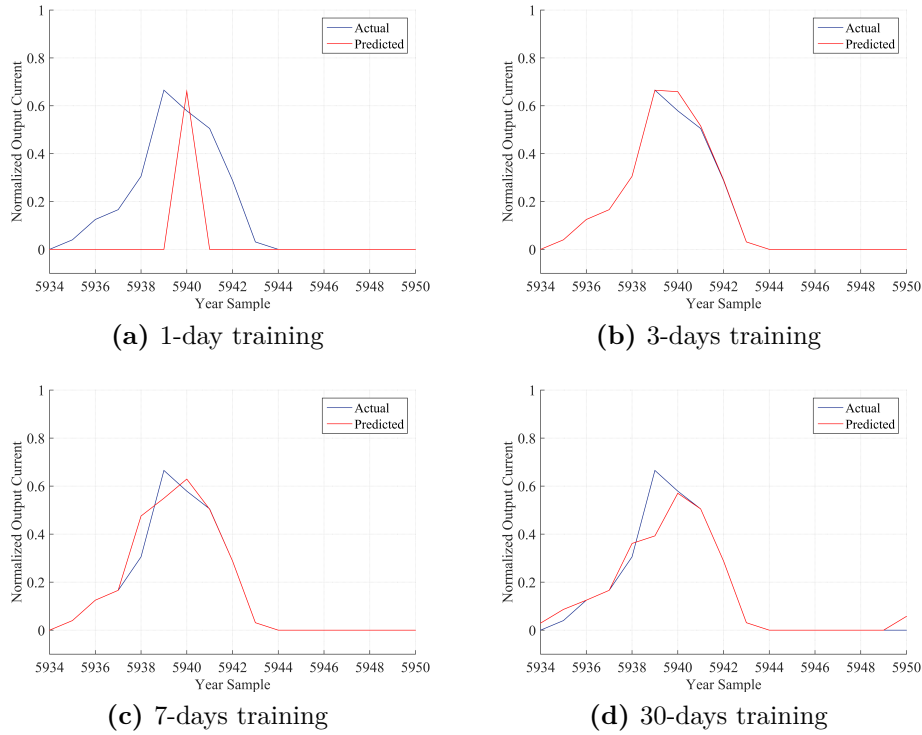 1
0.8
0.6
0.4
0.2
0
Normalized Output Current
Actual
Predicted
5934 5936 5938 5940 5942 5944 5946 5948 5950
Year Sample
(a) 1-day training
1
0.8
0.6
0.4
0.2
0
Normalized Output Current
Actual
Predicted
5934 5936 5938 5940 5942 5944 5946 5948 5950
Year Sample
(b) 3-days training
1
0.8
0.6
0.4
0.2
0
Normalized Output Current
Actual
Predicted
5934 5936 5938 5940 5942 5944 5946 5948 5950
Year Sample
(c) 7-days training
1
0.8
0.6
0.4
0.2
0
Normalized Output Current
Actual
Predicted
5934 5936 5938 5940 5942 5944 5946 5948 5950
Year Sample
(d) 30-days training